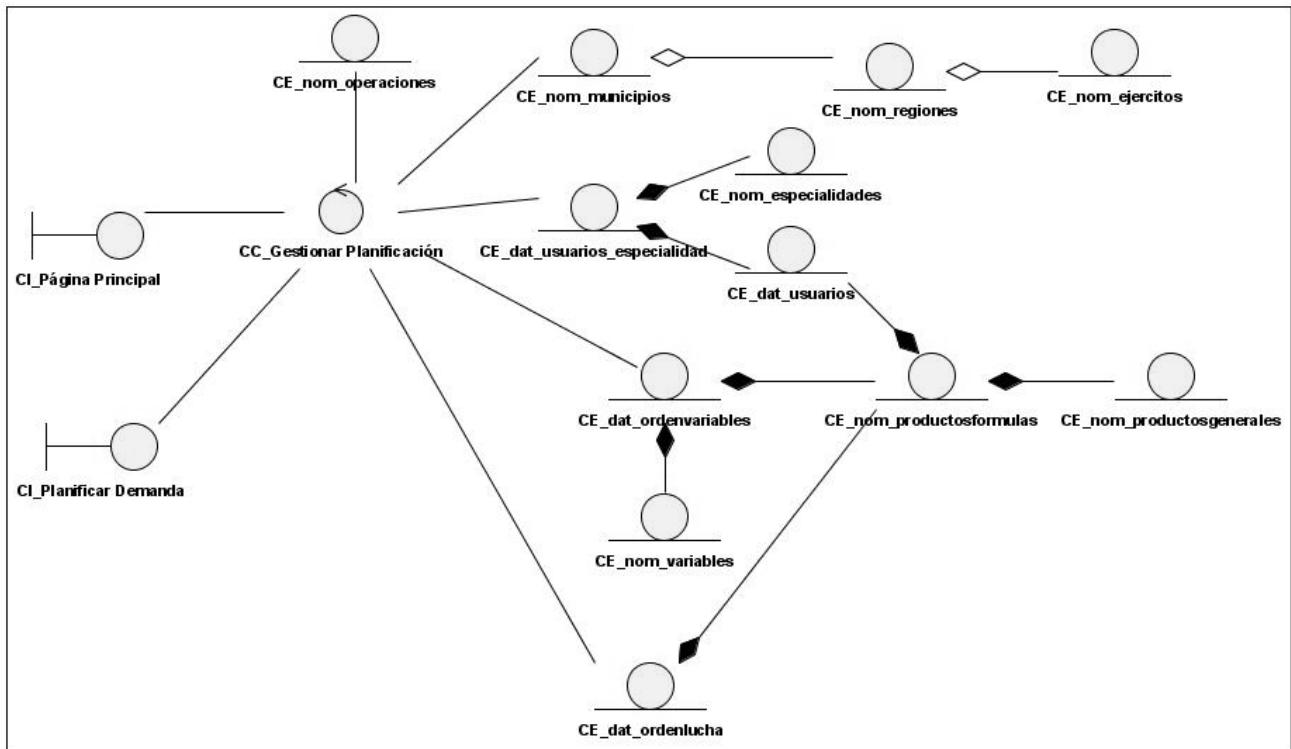 CE_nom_operaciones
CE_nom_municipios
CE_nom_regiones
CE_nom_ejercitos
CE_nom_especialidades
CC_Gestionar Planificación
CE_dat_usuarios_especialidad
CI_Página Principal
CE_dat_usuarios
CE_dat_ordenvariables
CE_nom_productosformulas
CE_nom_productosgenerales
CI_Planificar Demanda
CE_nom_variables
CE_dat_ordenlucha